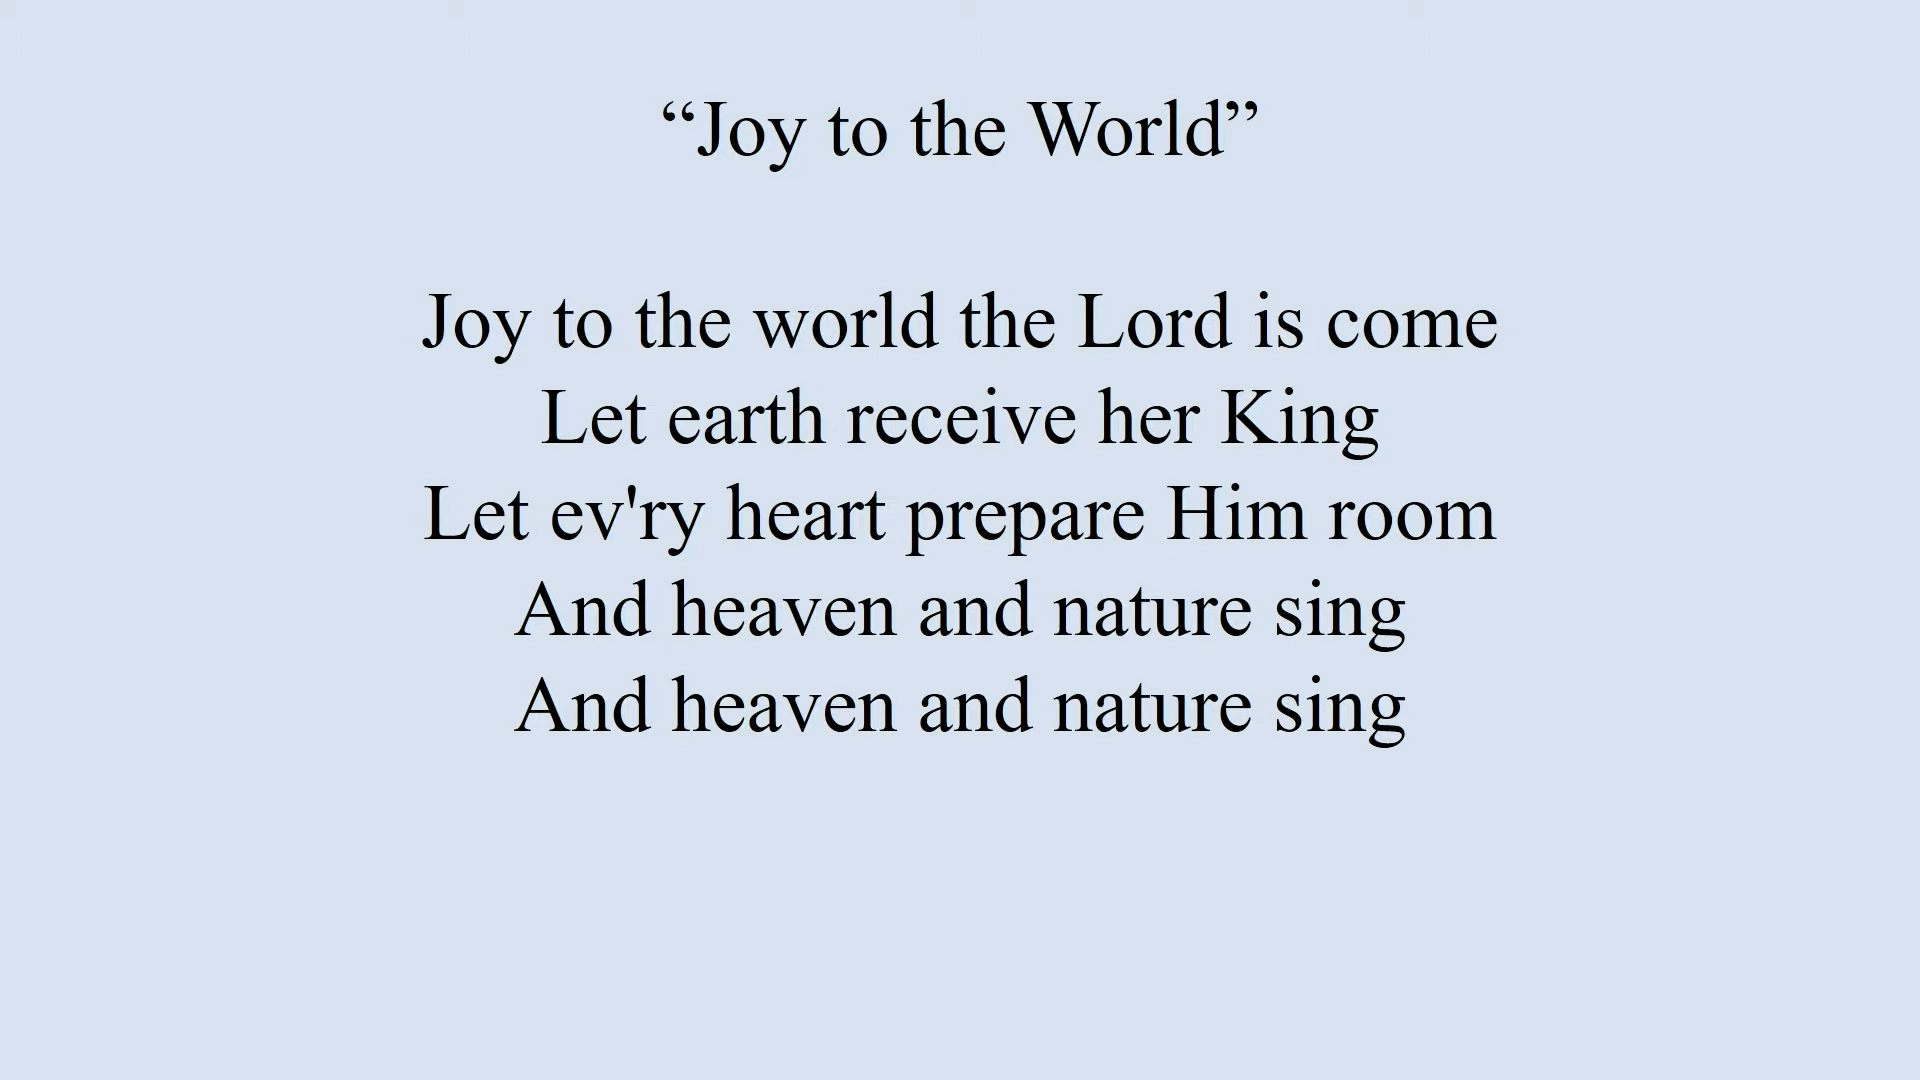 “Joy to the World”
Joy to the world the Lord is come
Let earth receive her King
Let ev'ry heart prepare Him room
And heaven and nature sing
And heaven and nature sing